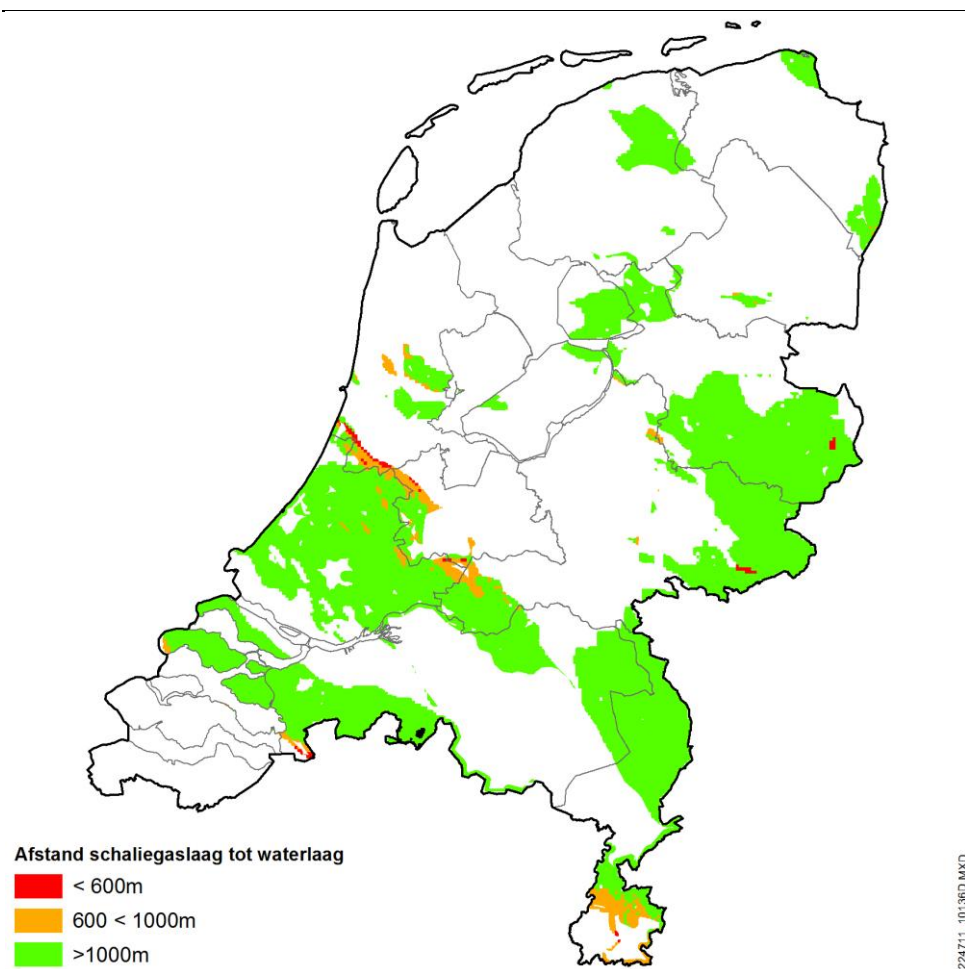 Afstand schaliegaslaag tot waterlaag
< 600m
600 < 1000m
>1000m
224711_10136D.MXD